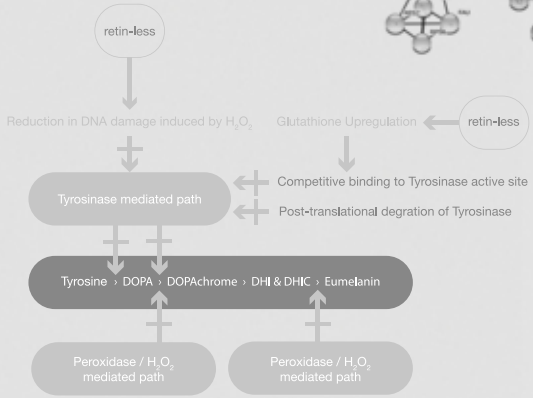 retin-less
Reduction in DNA damage induced by H₂O₂
Glutathione Upregulation
retin-less
Tyrosinase mediated path
Competitive binding to Tyrosinase active site
Post-translational degration of Tyrosinase
Tyrosine › DOPA › DOPAchrome › DHI & DHIC › Eumelanin
Peroxidase / H₂O₂
mediated path
Peroxidase / H₂O₂
mediated path